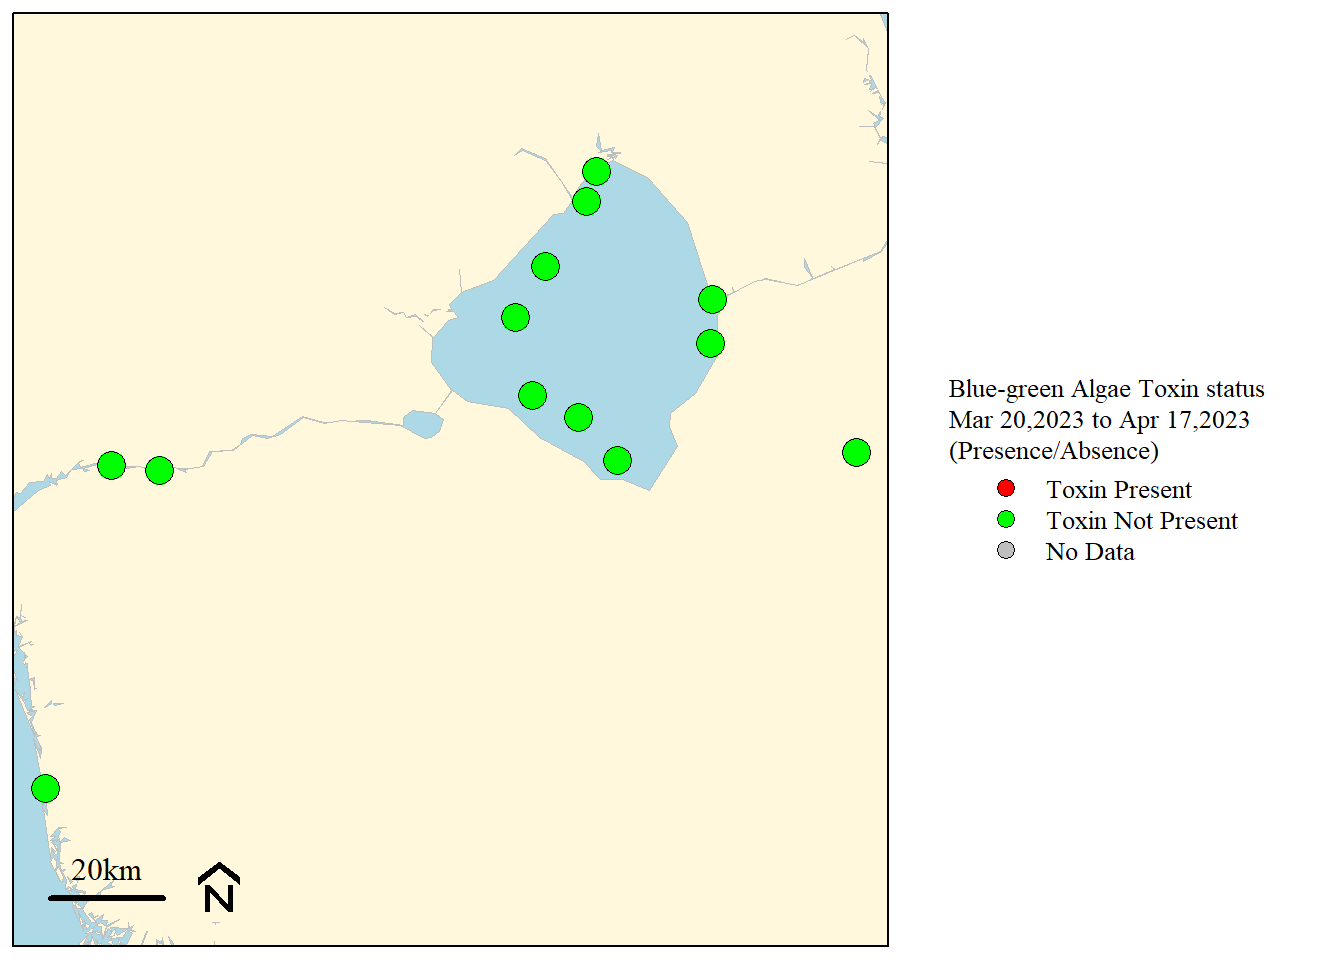 Blue-green Algae Toxin status
Mar 20,2023 to Apr 17,2023
(Presence/Absence)
Toxin Present
Toxin Not Present
No Data
20km
N